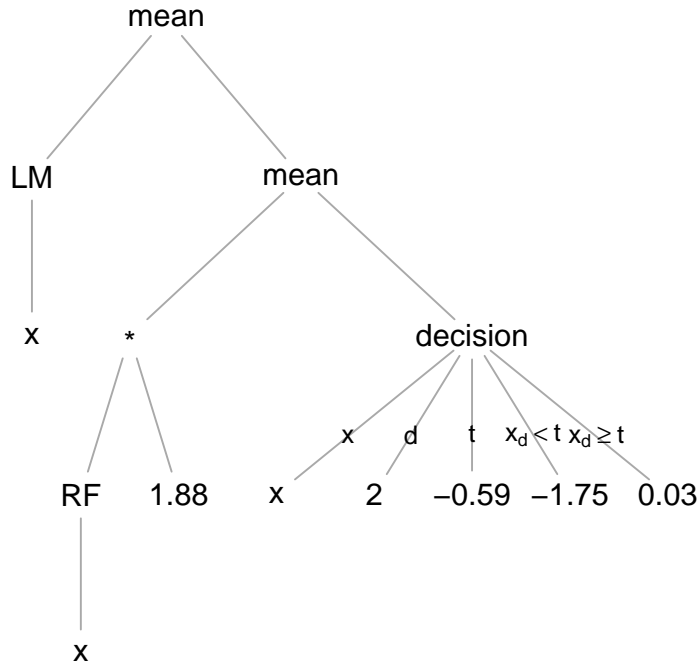 mean
LM mean
x * decision
x d t x_d < t x_d ≥ t
RF 1.88 x 2 −0.59 −1.75 0.03
x